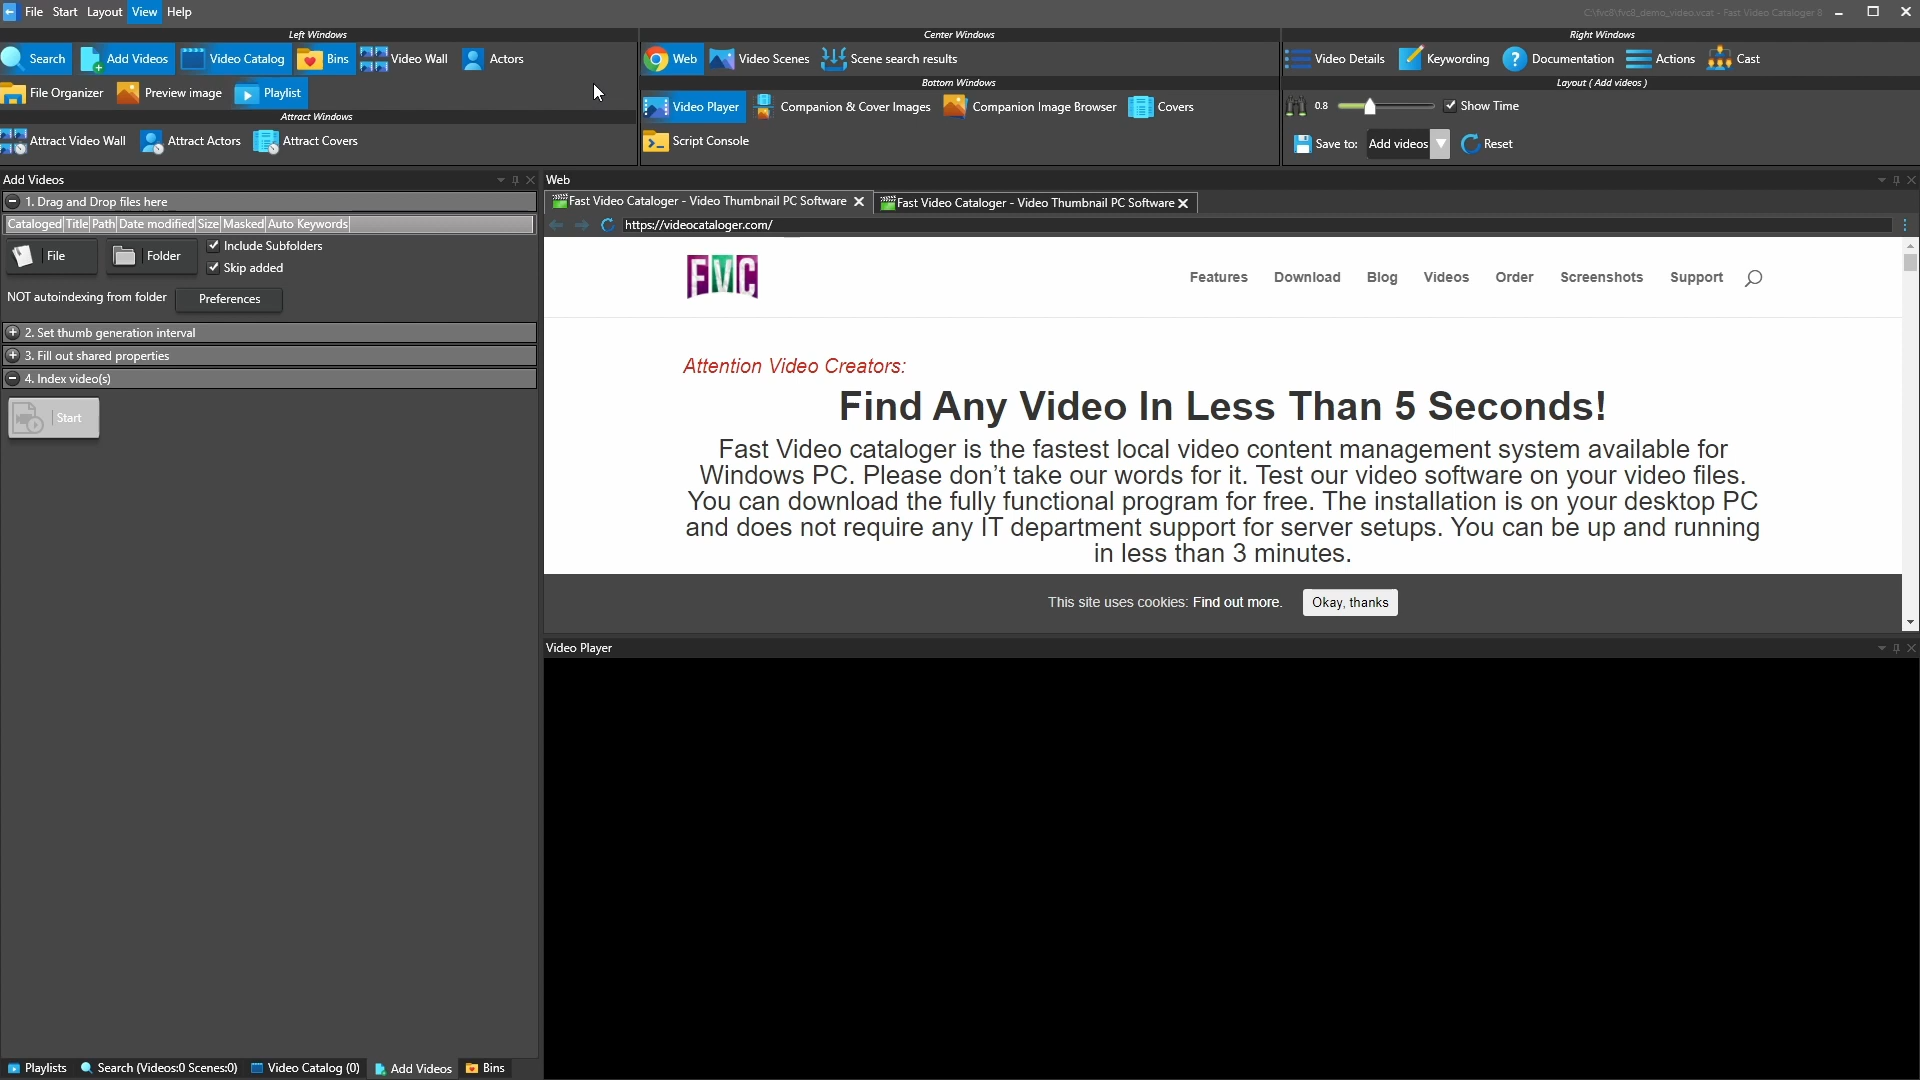 File Start Layout View Help
C:\fvc8\fvc8_demo_video.vcat - Fast Video Cataloger 8
Left Windows
Search Add Videos Video Catalog Bins Video Wall Actors
File Organizer Preview image Playlist
Attract Windows
Attract Video Wall Attract Actors Attract Covers
Center Windows
Web Video Scenes Scene search results
Bottom Windows
Video Player Companion & Cover Images Companion Image Browser Covers
Script Console
Right Windows
Video Details Keywording Documentation Actions Cast
Layout ( Add videos )
0.8 Show Time
Save to: Add videos Reset
Add Videos
1. Drag and Drop files here
Cataloged Title Path Date modified Size Masked Auto Keywords
File Folder Include Subfolders
Skip added
NOT autoindexing from folder Preferences
2. Set thumb generation interval
3. Fill out shared properties
4. Index video(s)
Start
Web
Fast Video Cataloger - Video Thumbnail PC Software Fast Video Cataloger - Video Thumbnail PC Software
https://videocataloger.com/
FVC
Features Download Blog Videos Order Screenshots Support
Attention Video Creators:
Find Any Video In Less Than 5 Seconds!
Fast Video cataloger is the fastest local video content management system available for
Windows PC. Please don't take our words for it. Test our video software on your video files.
You can download the fully functional program for free. The installation is on your desktop PC
and does not require any IT department support for server setups. You can be up and running
in less than 3 minutes.
This site uses cookies: Find out more. Okay, thanks
Video Player
Playlists Search (Videos:0 Scenes:0) Video Catalog (0) Add Videos Bins